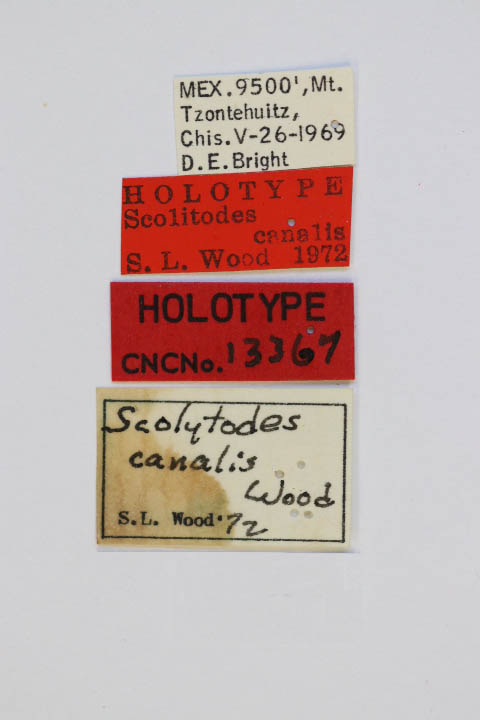 MEX.9500',Mt.
Tzontehuitz,
Chis.V-26-1969
D.E.Bright
HOLOTYPE
Scolitodes
canalis
S. L. Wood 1972
HOLOTYPE
CNCNo. 13367
Scolytodes
canalis
Wood
S.L. Wood '72